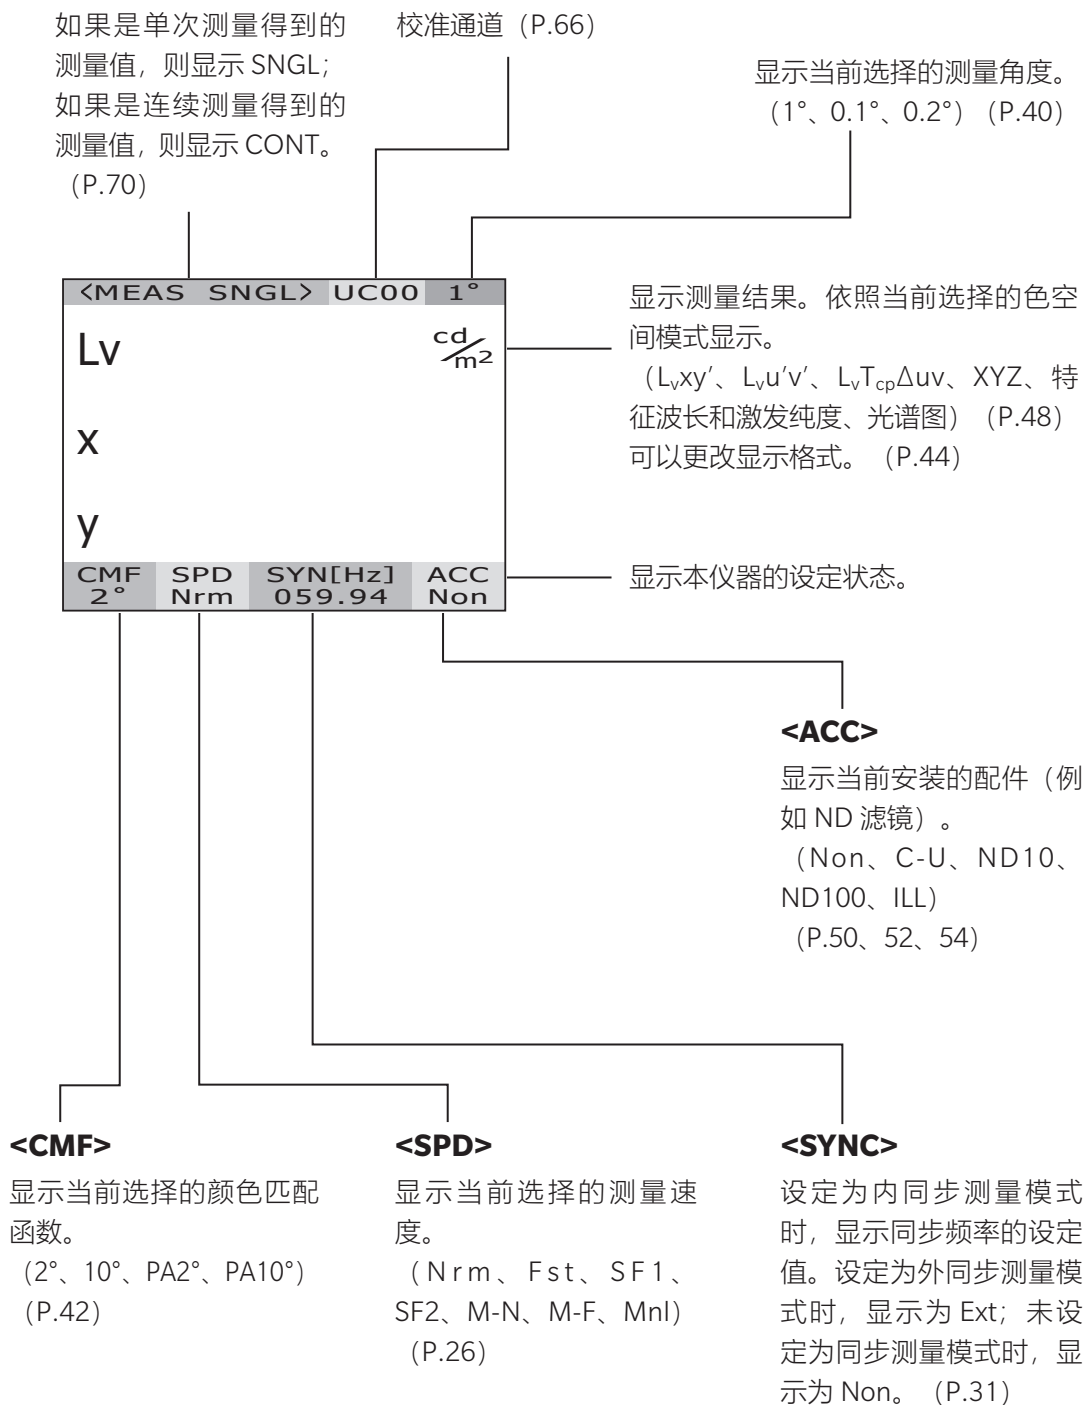 如果是单次测量得到的
测量值，则显示 SNGL；
如果是连续测量得到的
测量值，则显示 CONT。
（P.70）
校准通道（P.66）
显示当前选择的测量角度。
（1°、0.1°、0.2°）（P.40）
<MEAS SNGL> UC00 1°
Lv cd/m²
x
y
CMF SPD SYN[Hz] ACC
2° Nrm 059.94 Non
显示测量结果。依照当前选择的色空
间模式显示。
（Lᵥxy′、Lᵥu′v′、LᵥTcpΔuv、XYZ、特
征波长和激发纯度、光谱图）（P.48）
可以更改显示格式。（P.44）
显示本仪器的设定状态。
<ACC>
显示当前安装的配件（例
如 ND 滤镜）。
（Non、C-U、ND10、
ND100、ILL）
（P.50、52、54）
<CMF>
显示当前选择的颜色匹配
函数。
（2°、10°、PA2°、PA10°）
（P.42）
<SPD>
显示当前选择的测量速
度。
（Nrm、Fst、SF1、
SF2、M-N、M-F、Mnl）
（P.26）
<SYNC>
设定为内同步测量模式
时，显示同步频率的设定
值。设定为外同步测量模
式时，显示为 Ext；未设
定为同步测量模式时，显
示为 Non。（P.31）